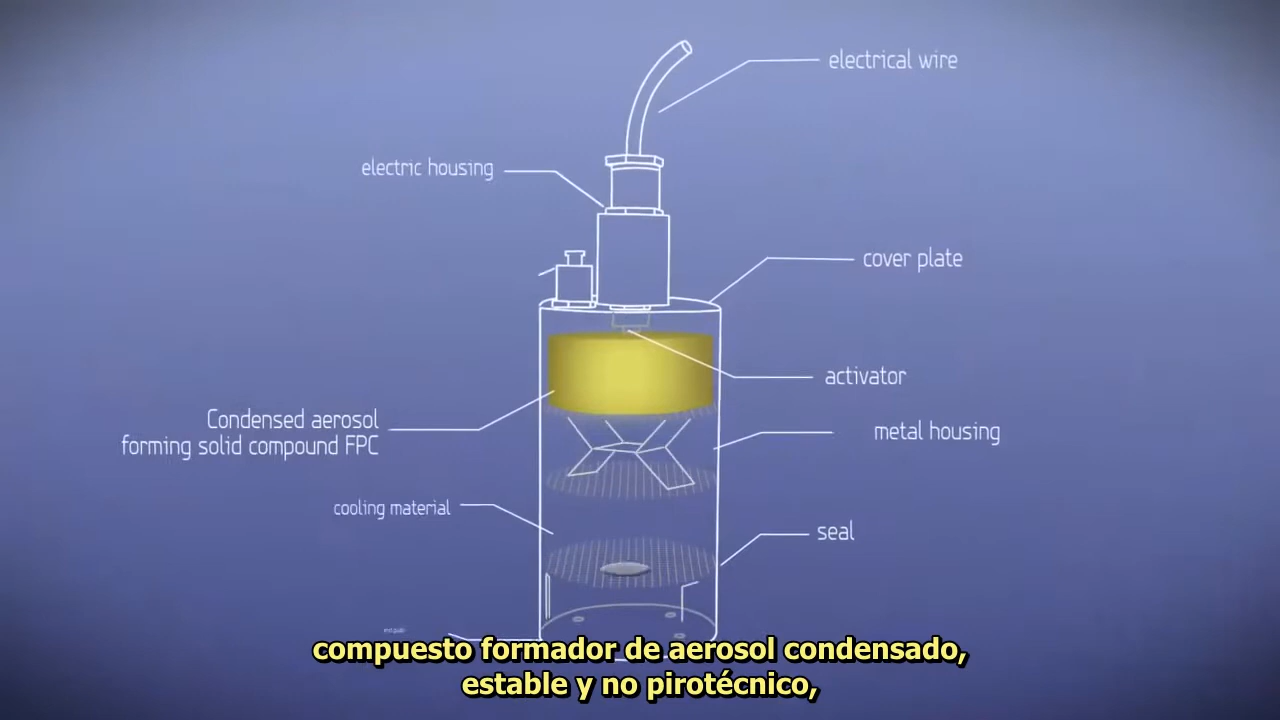 electrical wire
electric housing
cover plate
activator
Condensed aerosol
forming solid compound FPC
metal housing
cooling material
seal
compuesto formador de aerosol condensado,
estable y no pirotécnico,